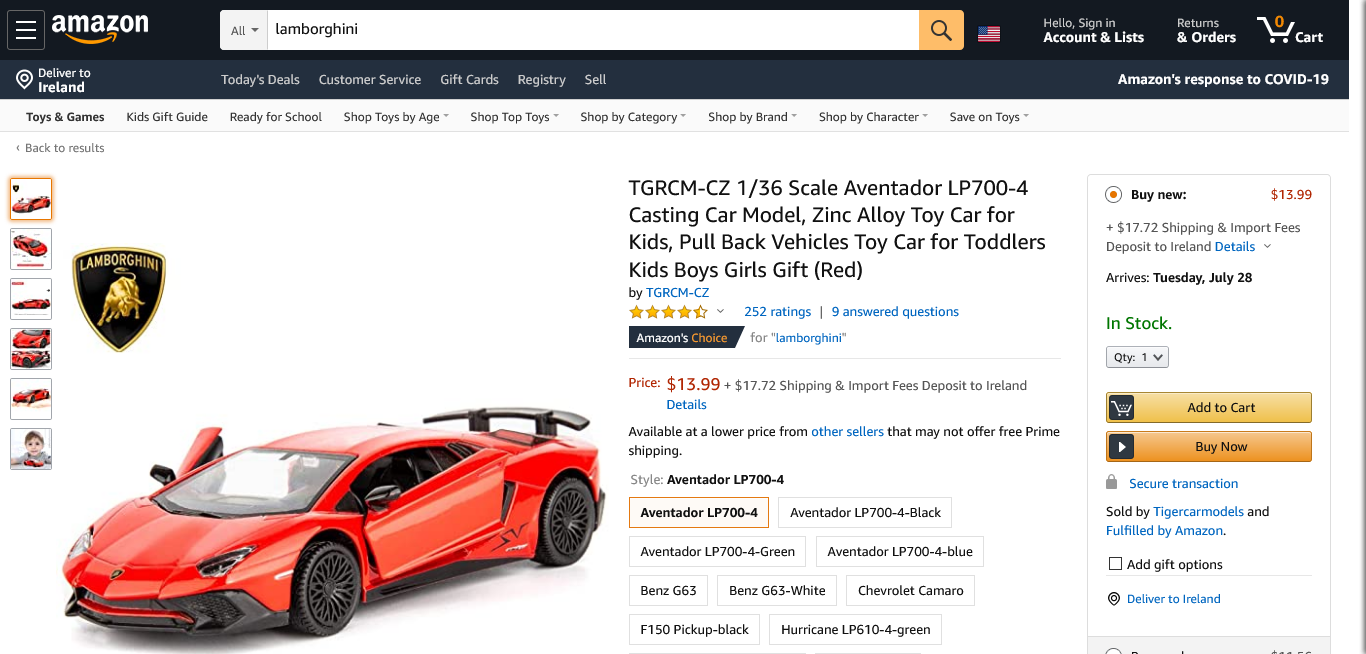 amazon
All
lamborghini
Hello, Sign in
Account & Lists
Returns
& Orders
0
Cart
Deliver to
Ireland
Today's Deals Customer Service Gift Cards Registry Sell
Amazon's response to COVID-19
Toys & Games Kids Gift Guide Ready for School Shop Toys by Age Shop Top Toys Shop by Category Shop by Brand Shop by Character Save on Toys
‹ Back to results
LAMBORGHINI
TGRCM-CZ 1/36 Scale Aventador LP700-4
Casting Car Model, Zinc Alloy Toy Car for
Kids, Pull Back Vehicles Toy Car for Toddlers
Kids Boys Girls Gift (Red)
by TGRCM-CZ
252 ratings | 9 answered questions
Amazon's Choice for "lamborghini"
Price: $13.99 + $17.72 Shipping & Import Fees Deposit to Ireland
Details
Available at a lower price from other sellers that may not offer free Prime
shipping.
Style: Aventador LP700-4
Aventador LP700-4 Aventador LP700-4-Black
Aventador LP700-4-Green Aventador LP700-4-blue
Benz G63 Benz G63-White Chevrolet Camaro
F150 Pickup-black Hurricane LP610-4-green
Buy new: $13.99
+ $17.72 Shipping & Import Fees
Deposit to Ireland Details
Arrives: Tuesday, July 28
In Stock.
Qty: 1
Add to Cart
Buy Now
Secure transaction
Sold by Tigercarmodels and
Fulfilled by Amazon.
Add gift options
Deliver to Ireland